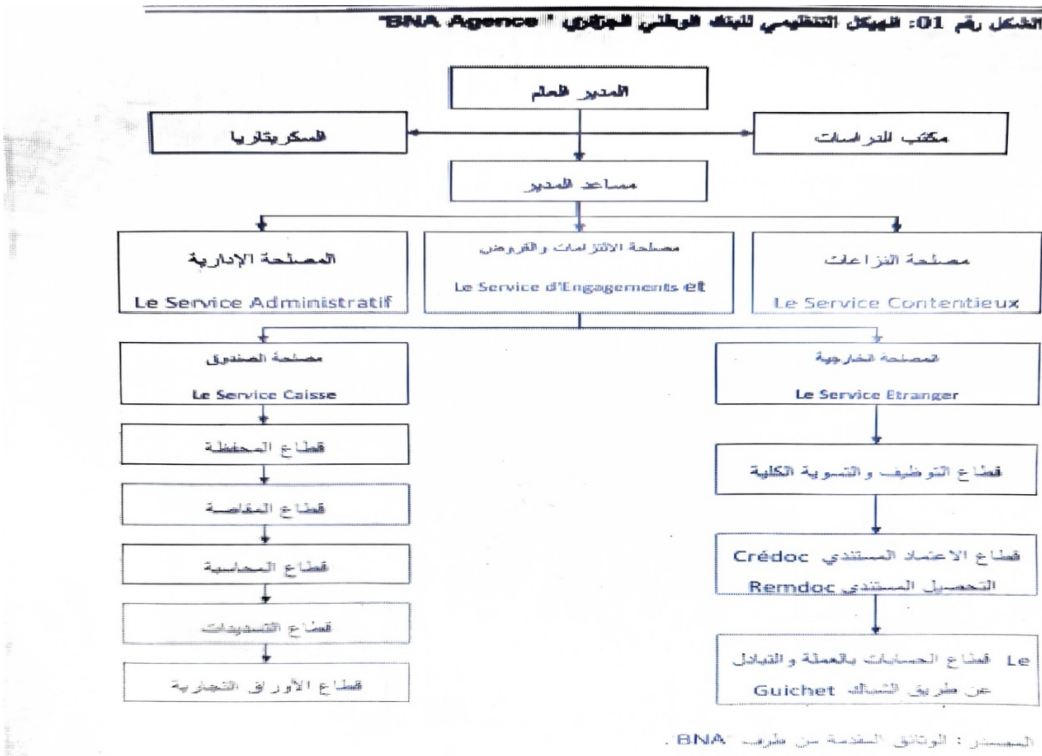 الشكل رقم 01: الهيكل التنظيمي للبنك الوطني الجزائري "BNA Agence"
المدير العام
السكريتاريا
مكتب الدراسات
مساعد المدير
المصلحة الإدارية
Le Service Administratif
مصلحة الالتزامات والقروض
Le Service d'Engagements et
مصلحة النزاعات
Le Service Contentieux
مصلحة الصندوق
Le Service Caisse
المصلحة الخارجية
Le Service Etranger
قطاع المحفظة
قطاع المقاصة
قطاع المحاسبة
قطاع التسديدات
قطاع الأوراق التجارية
قطاع التوظيف والتسوية الكلية
قطاع الاعتماد المستندي Crédoc
التحصيل المستندي Remdoc
قطاع الحسابات بالعملة والتبادل Le
عن طريق الشباك Guichet
المصدر : الوثائق المقدمة من طرف "BNA".